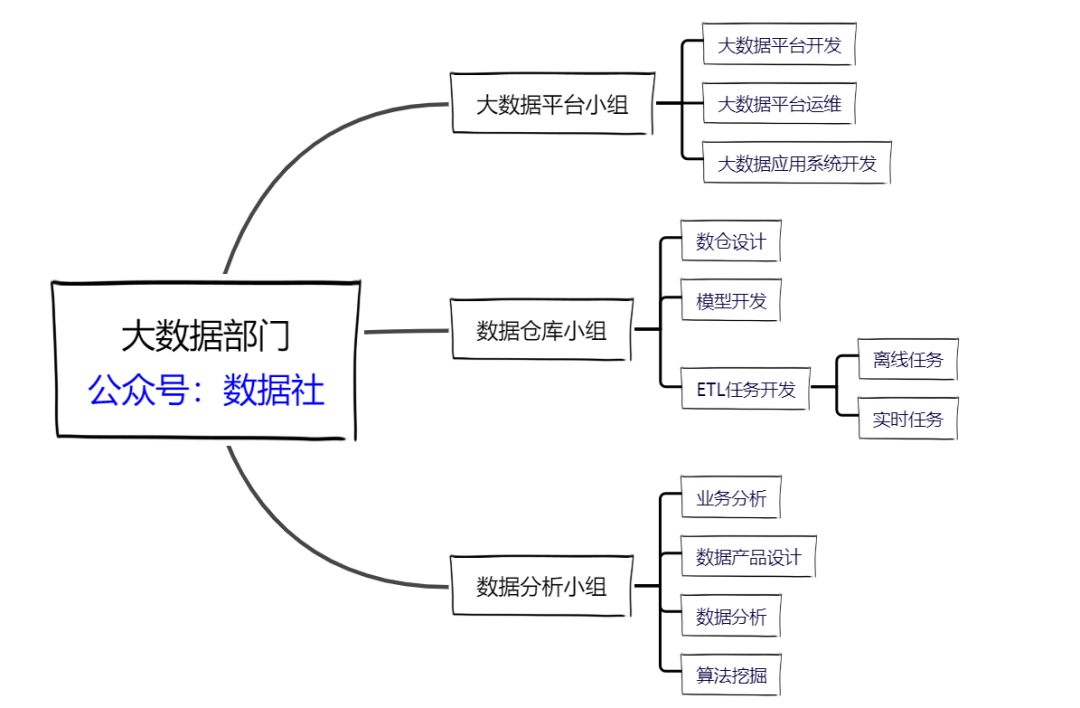 大数据部门
公众号：数据社
大数据平台小组
大数据平台开发
大数据平台运维
大数据应用系统开发
数据仓库小组
数仓设计
模型开发
ETL任务开发
离线任务
实时任务
数据分析小组
业务分析
数据产品设计
数据分析
算法挖掘